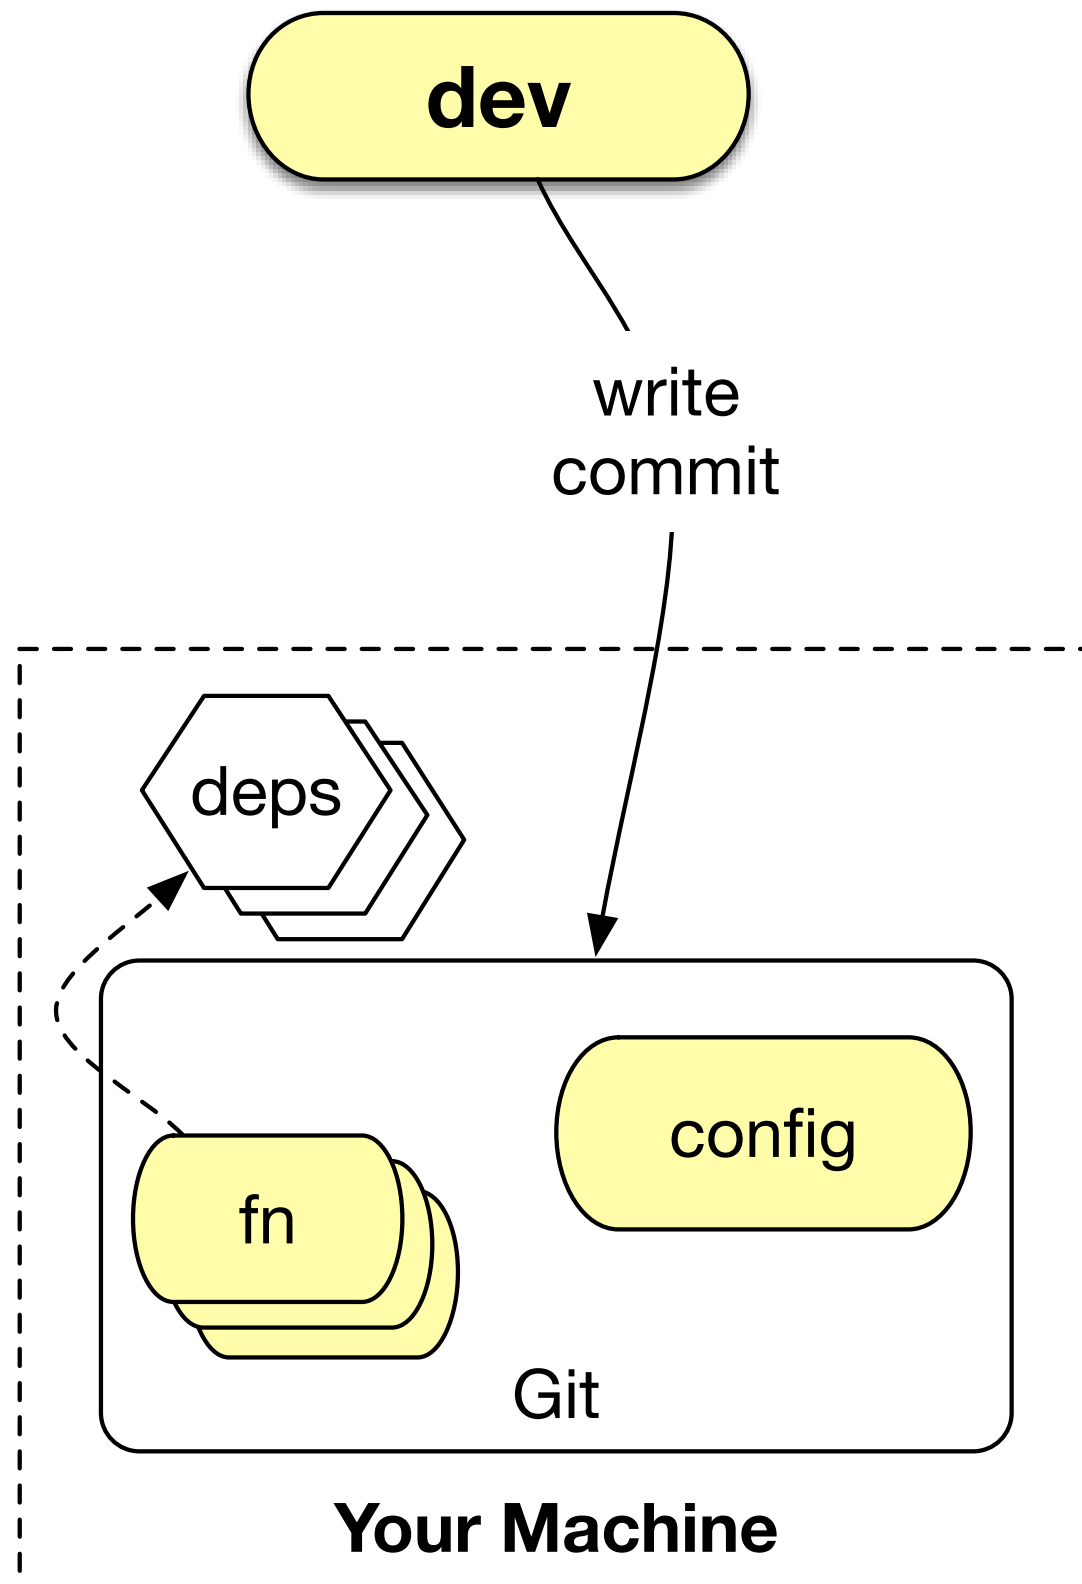 dev
write
commit
deps
config
fn
Git
Your Machine